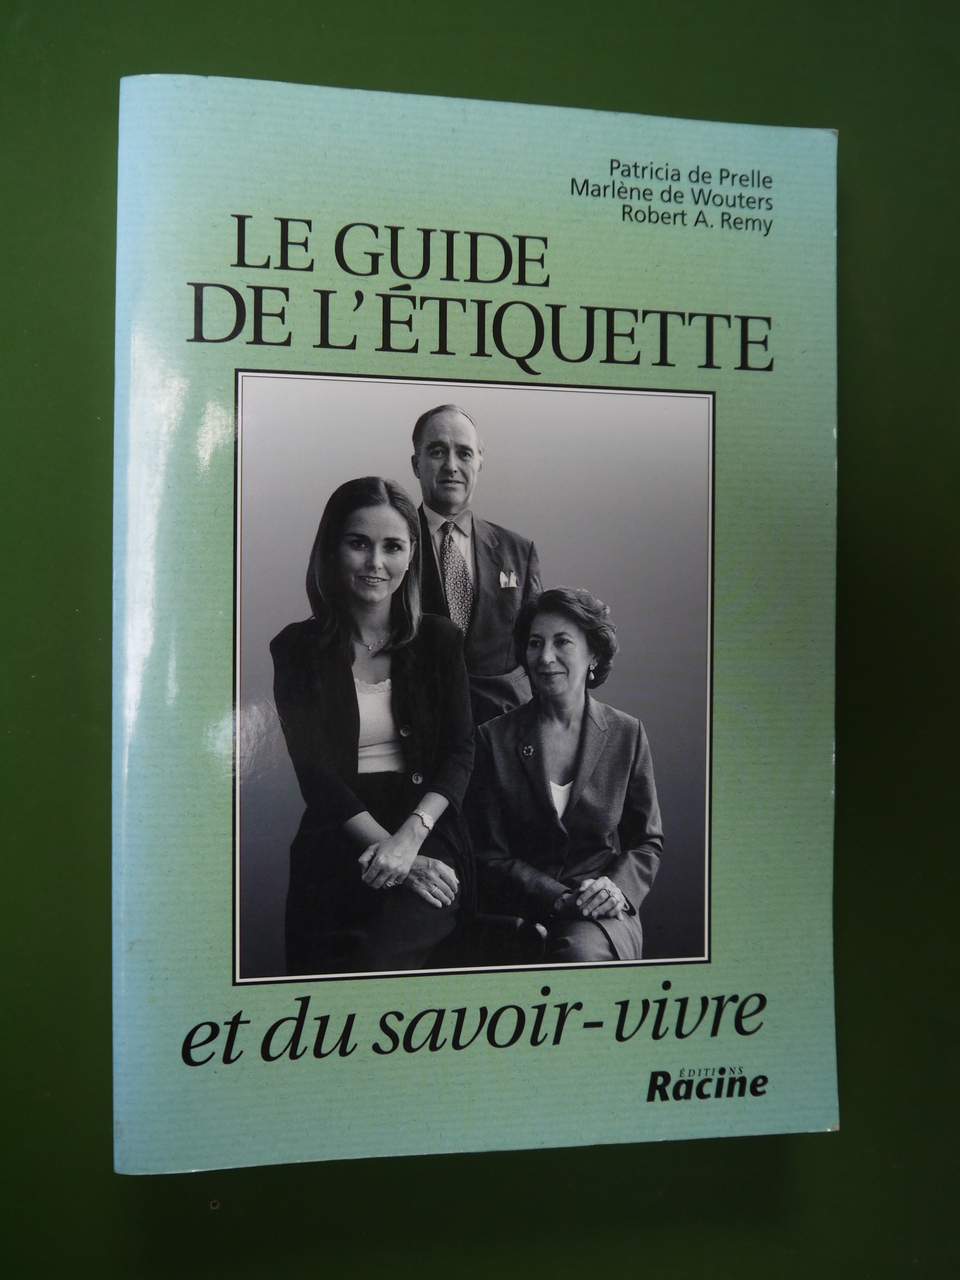 Patricia de Prelle
Marlène de Wouters
Robert A. Remy
LE GUIDE
DE L'ÉTIQUETTE
et du savoir-vivre
ÉDITIONS
Racine